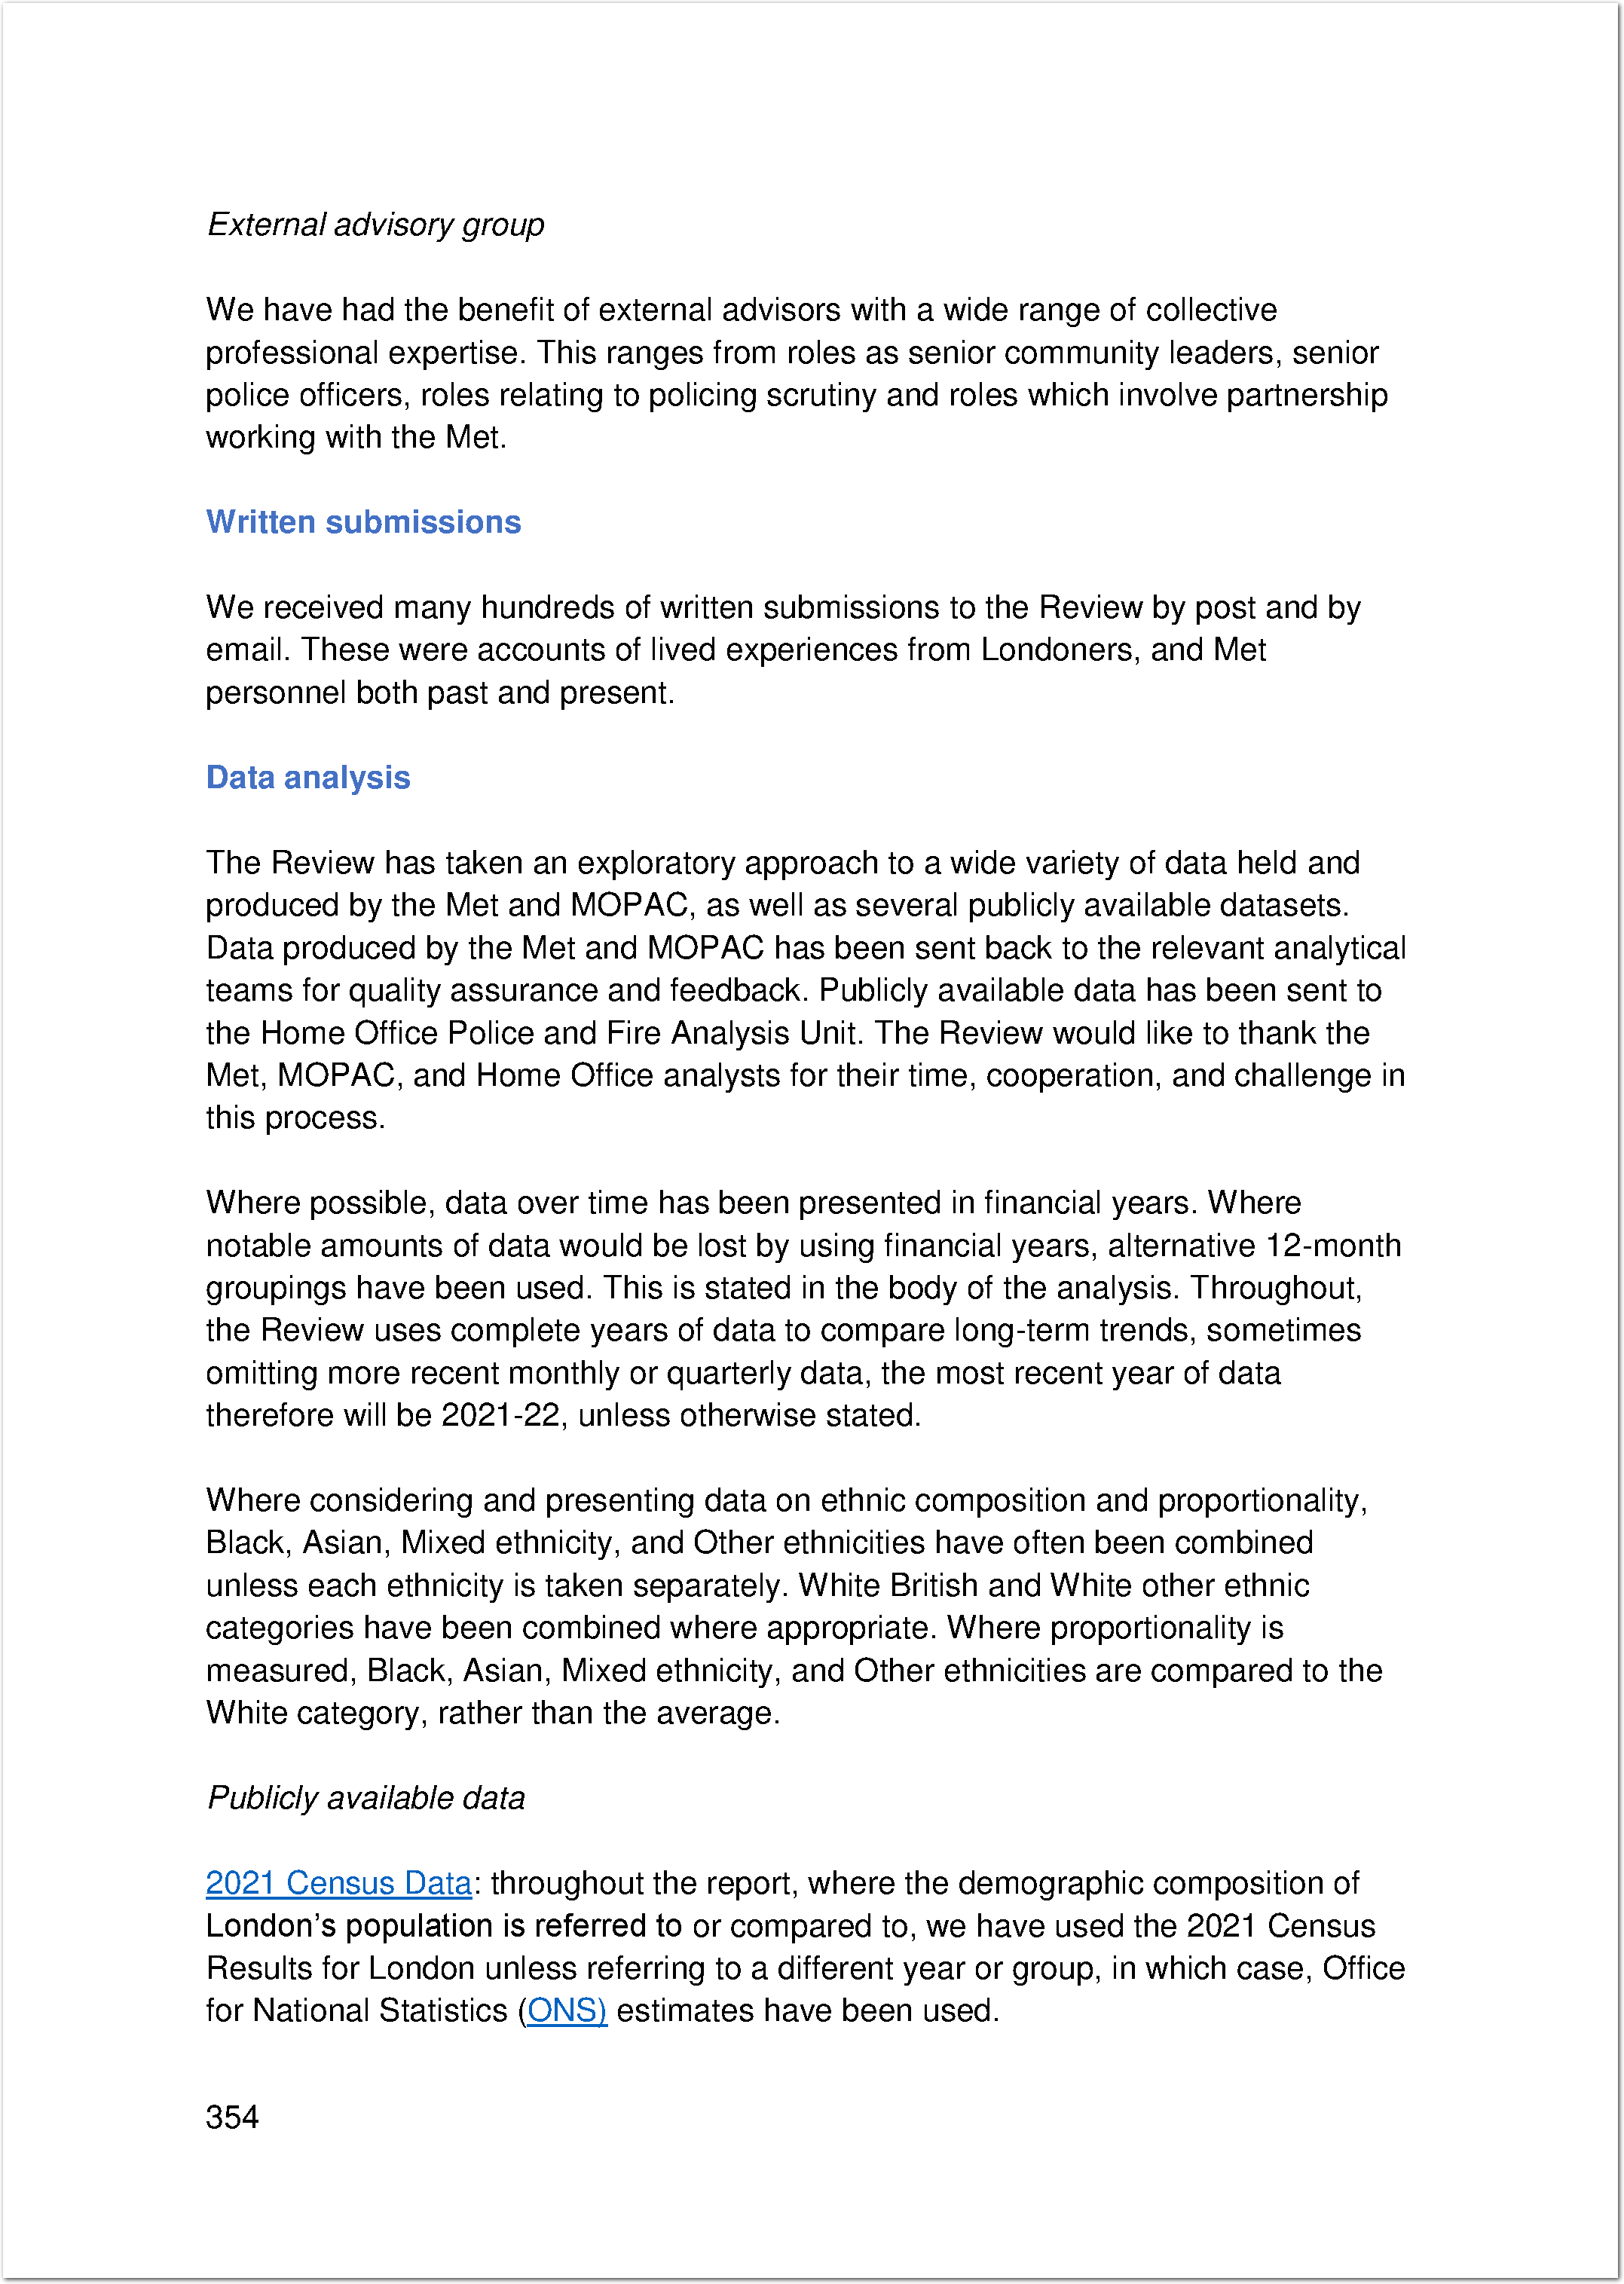 External advisory group
We have had the benefit of external advisors with a wide range of collective
professional expertise. This ranges from roles as senior community leaders, senior
police officers, roles relating to policing scrutiny and roles which involve partnership
working with the Met.
Written submissions
We received many hundreds of written submissions to the Review by post and by
email. These were accounts of lived experiences from Londoners, and Met
personnel both past and present.
Data analysis
The Review has taken an exploratory approach to a wide variety of data held and
produced by the Met and MOPAC, as well as several publicly available datasets.
Data produced by the Met and MOPAC has been sent back to the relevant analytical
teams for quality assurance and feedback. Publicly available data has been sent to
the Home Office Police and Fire Analysis Unit. The Review would like to thank the
Met, MOPAC, and Home Office analysts for their time, cooperation, and challenge in
this process.
Where possible, data over time has been presented in financial years. Where
notable amounts of data would be lost by using financial years, alternative 12-month
groupings have been used. This is stated in the body of the analysis. Throughout,
the Review uses complete years of data to compare long-term trends, sometimes
omitting more recent monthly or quarterly data, the most recent year of data
therefore will be 2021-22, unless otherwise stated.
Where considering and presenting data on ethnic composition and proportionality,
Black, Asian, Mixed ethnicity, and Other ethnicities have often been combined
unless each ethnicity is taken separately. White British and White other ethnic
categories have been combined where appropriate. Where proportionality is
measured, Black, Asian, Mixed ethnicity, and Other ethnicities are compared to the
White category, rather than the average.
Publicly available data
2021 Census Data: throughout the report, where the demographic composition of
London’s population is referred to or compared to, we have used the 2021 Census
Results for London unless referring to a different year or group, in which case, Office
for National Statistics (ONS) estimates have been used.
354